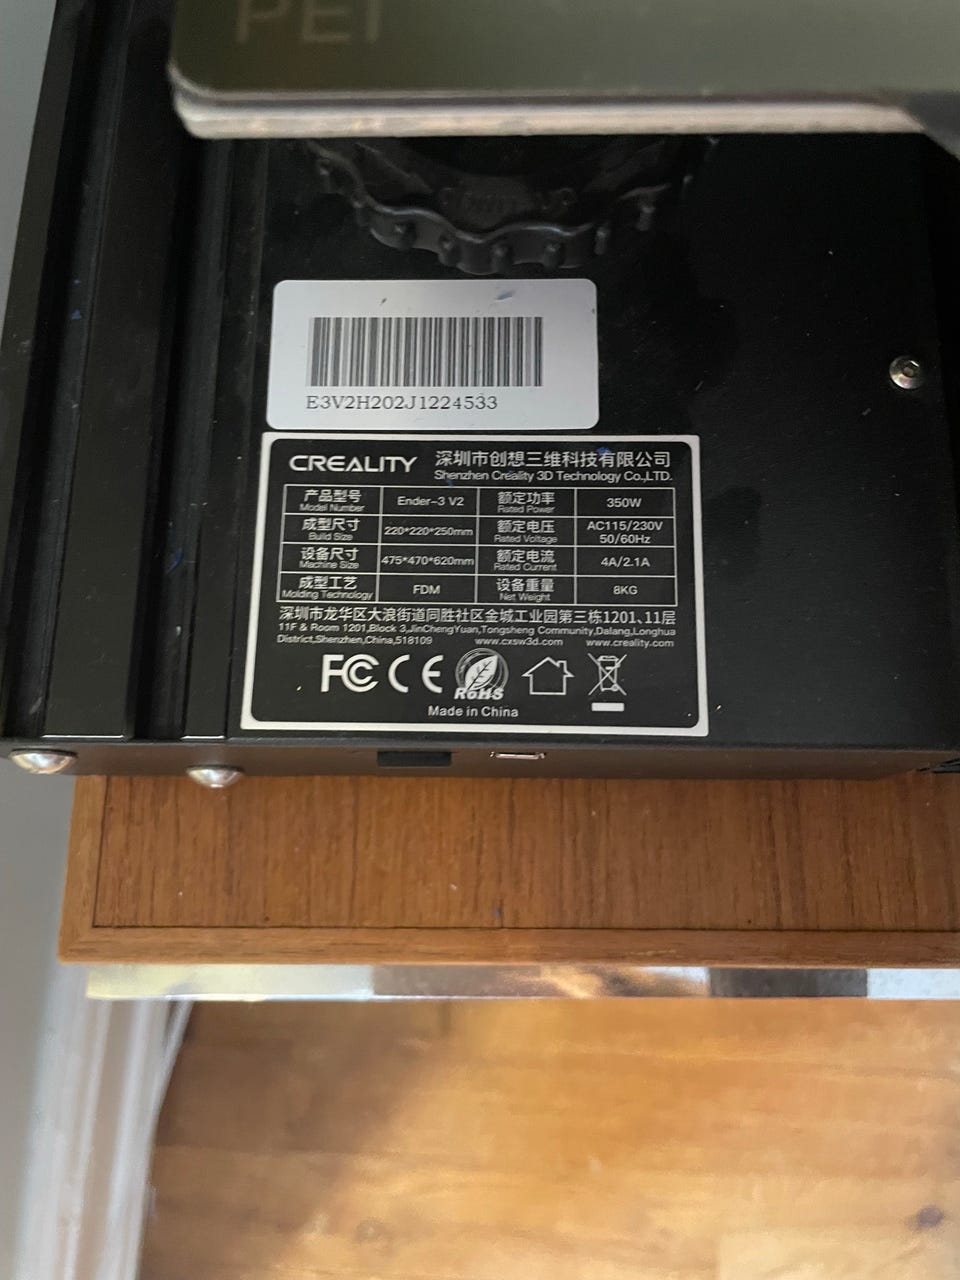 PEI
E3V2H202J1224533
CREALITY 深圳市创想三维科技有限公司
Shenzhen Creality 3D Technology Co.,LTD.
产品型号 Model Number Ender-3 V2 额定功率 Rated Power 350W
成型尺寸 Build Size 220*220*250mm 额定电压 Rated Voltage AC115/230V 50/60Hz
设备尺寸 Machine Size 475*470*620mm 额定电流 Rated Current 4A/2.1A
成型工艺 Molding Technology FDM 设备重量 Net Weight 8KG
深圳市龙华区大浪街道同胜社区金城工业园第三栋1201、11层
11F & Room 1201,Block 3,JinChengYuan,Tongsheng Community,Dalang,Longhua
District,Shenzhen,China,518109 www.cxsw3d.com www.creality.com
FC CE RoHS
Made in China